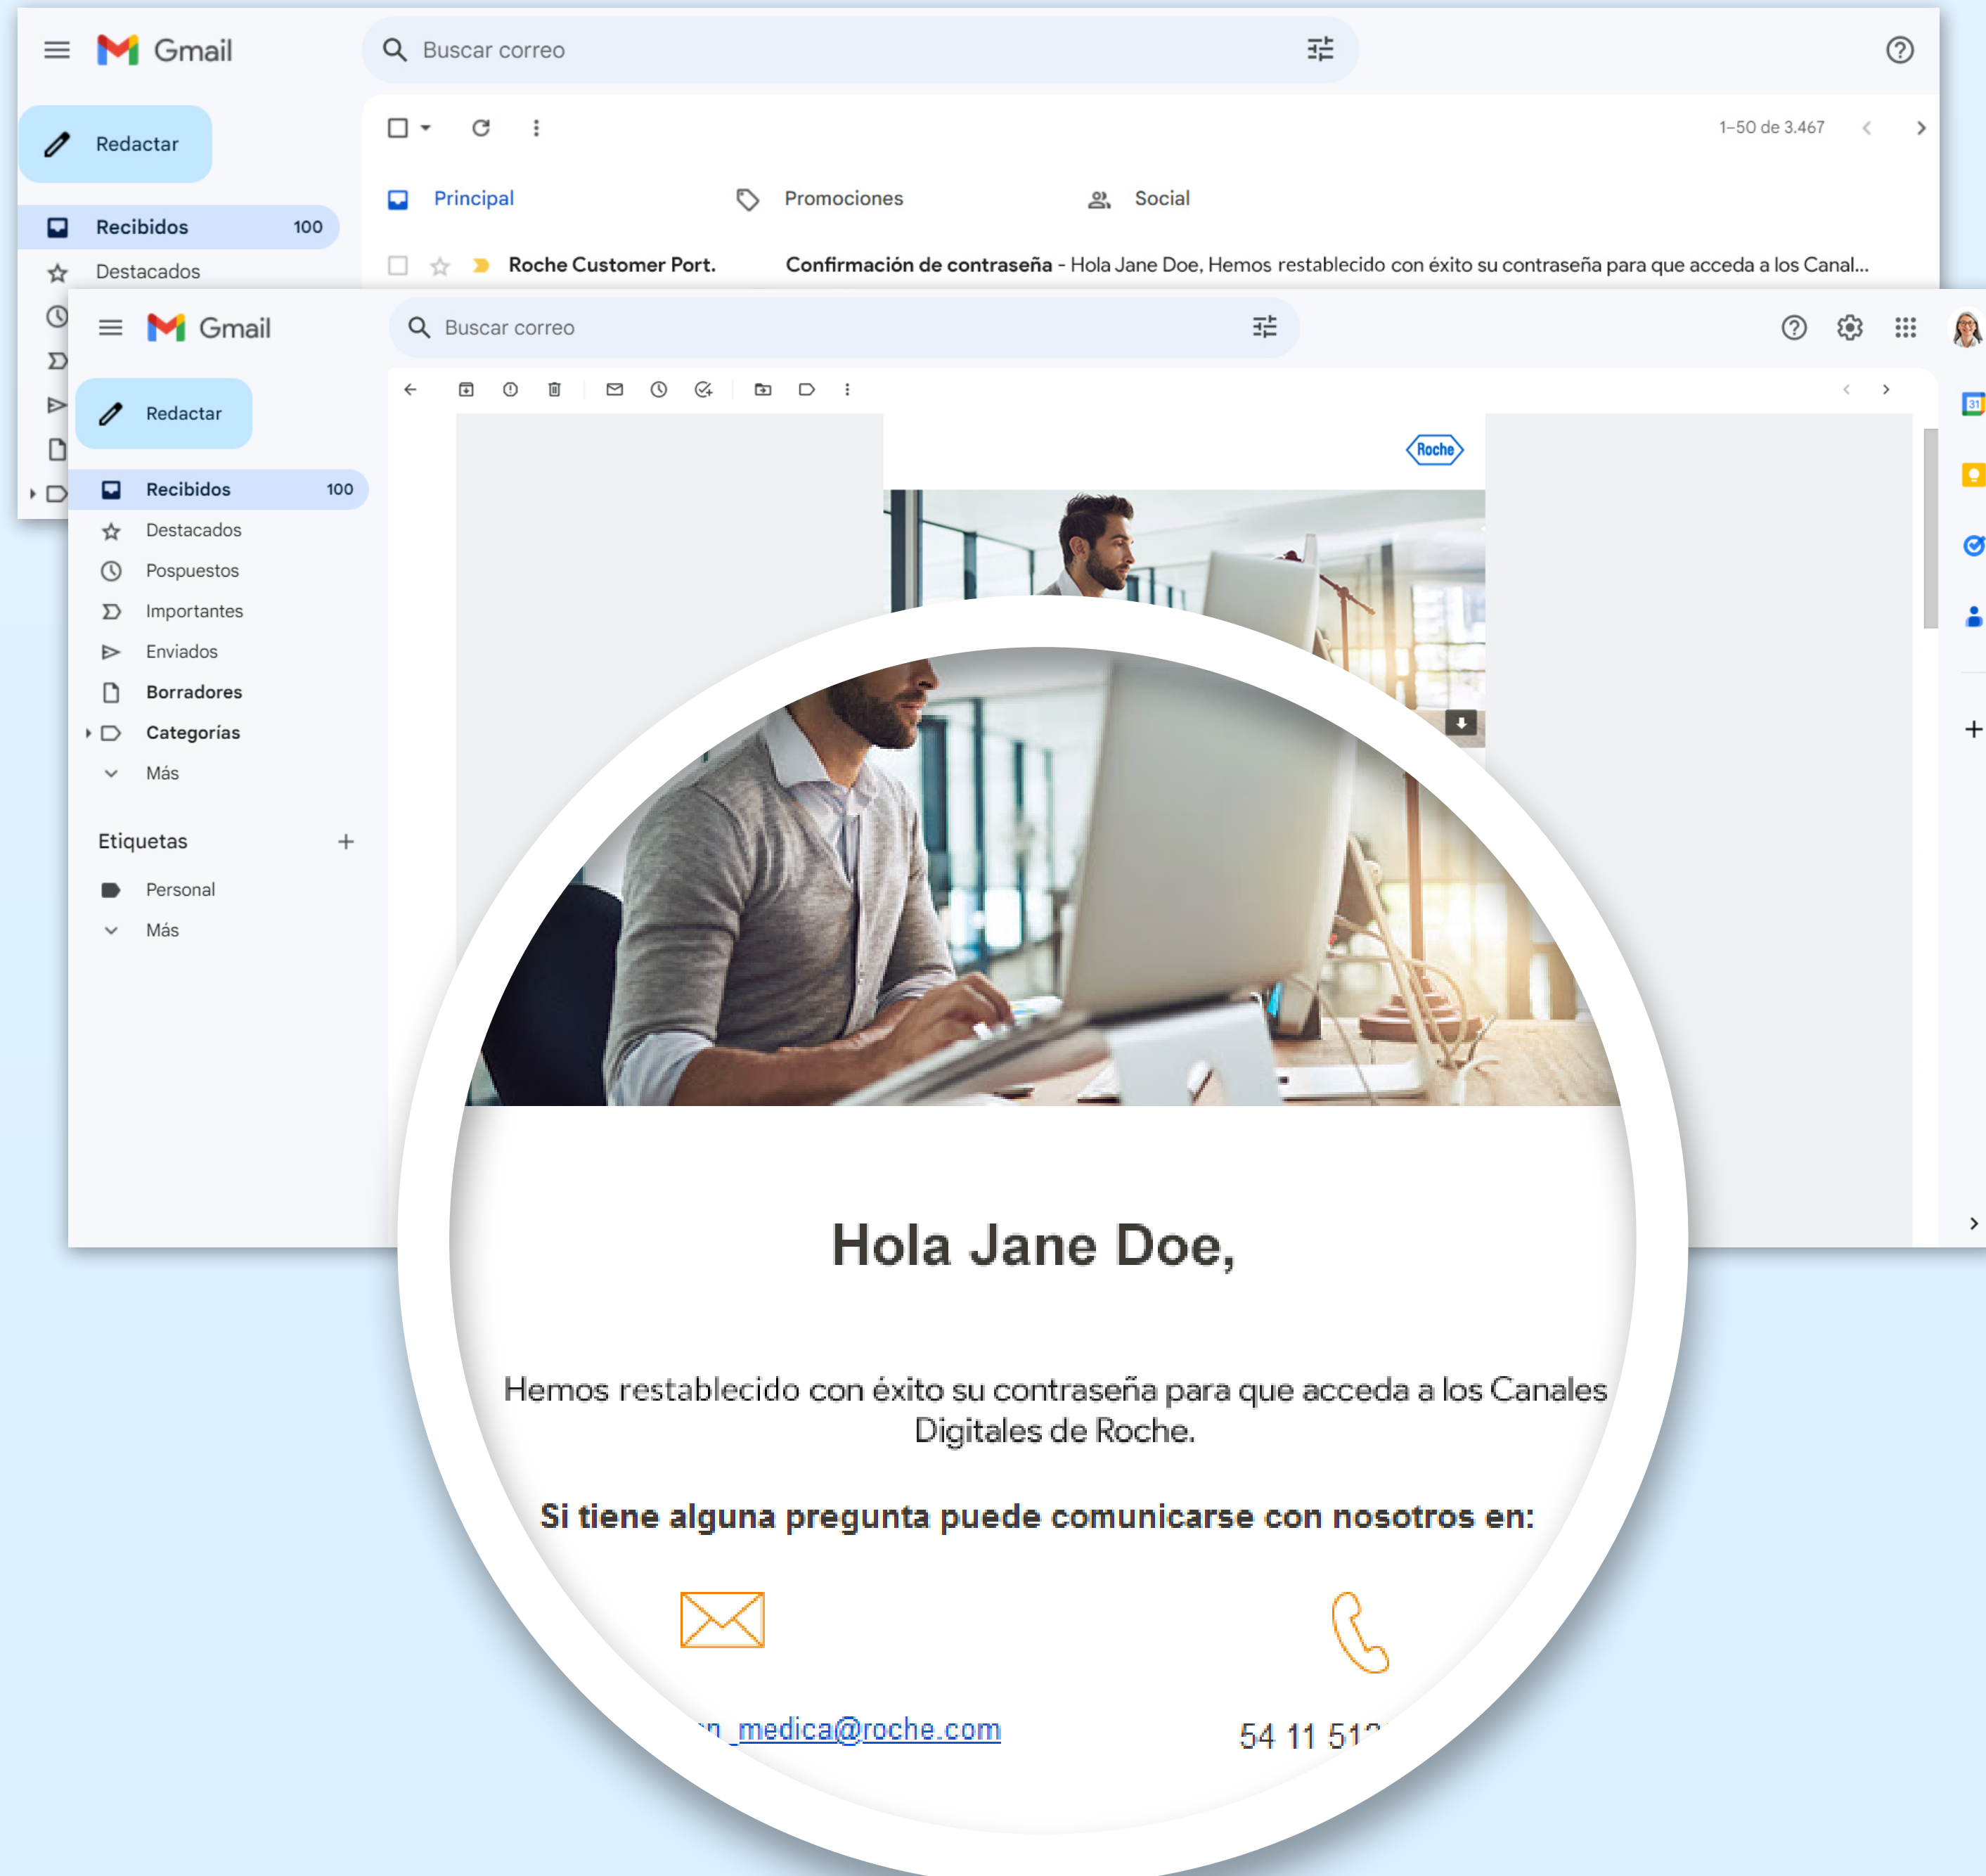 Gmail
Buscar correo
Redactar
1–50 de 3.467
Principal
Promociones
Social
Recibidos 100
Roche Customer Port. Confirmación de contraseña - Hola Jane Doe, Hemos restablecido con éxito su contraseña para que acceda a los Canal...
Destacados
Gmail
Buscar correo
Redactar
31
Roche
Recibidos 100
Destacados
Pospuestos
Importantes
Enviados
Borradores
Categorías
Más
Etiquetas
Personal
Más
Hola Jane Doe,
Hemos restablecido con éxito su contraseña para que acceda a los Canales
Digitales de Roche.
Si tiene alguna pregunta puede comunicarse con nosotros en:
_medica@roche.com
54 11